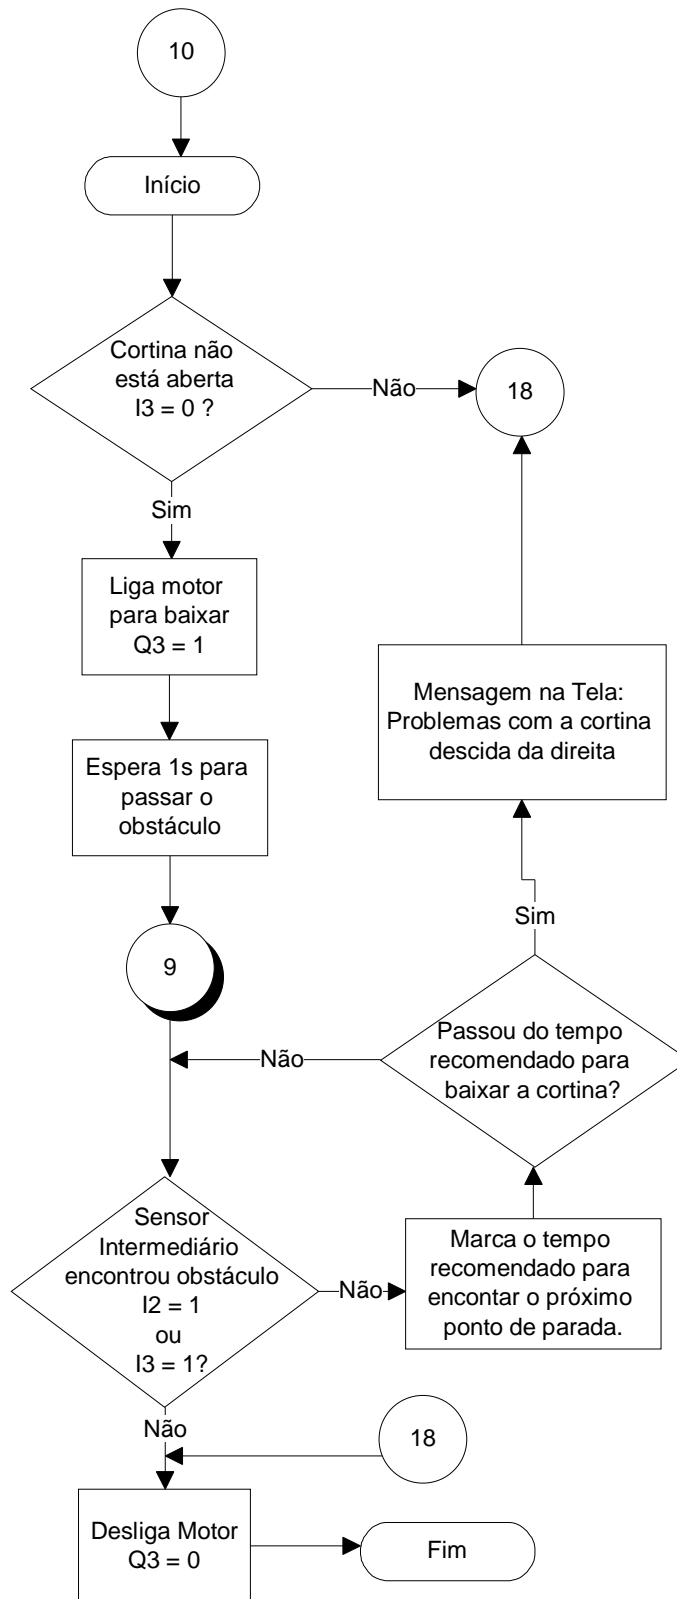 10
Início
Cortina não
está aberta
I3 = 0 ?
Não
18
Sim
Liga motor
para baixar
Q3 = 1
Mensagem na Tela:
Problemas com a cortina
descida da direita
Espera 1s para
passar o
obstáculo
Sim
9
Passou do tempo
recomendado para
baixar a cortina?
Não
Sensor
Intermediário
encontrou obstáculo
I2 = 1
ou
I3 = 1?
Não
Marca o tempo
recomendado para
encontar o próximo
ponto de parada.
Não
18
Desliga Motor
Q3 = 0
Fim